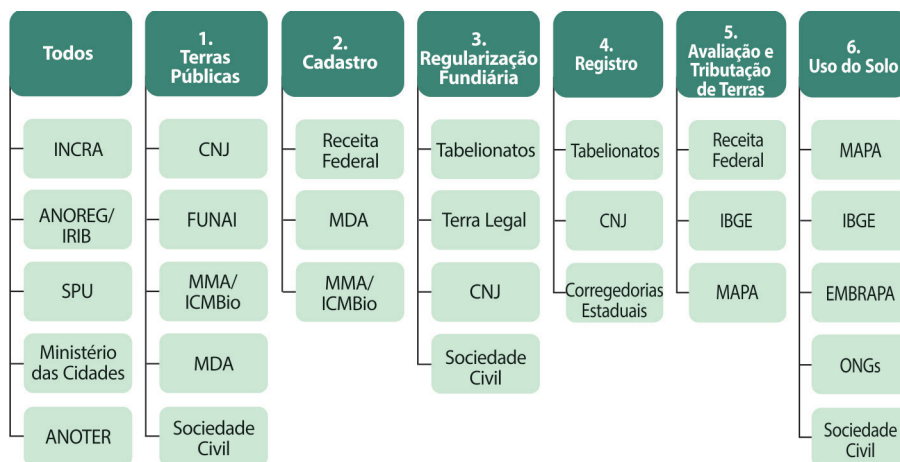 Todos
INCRA
ANOREG/
IRIB
SPU
Ministério
das Cidades
ANOTER
1.
Terras
Públicas
CNJ
FUNAI
MMA/
ICMBio
MDA
Sociedade
Civil
2.
Cadastro
Receita
Federal
MDA
MMA/
ICMBio
3.
Regularização
Fundiária
Tabelionatos
Terra Legal
CNJ
Sociedade
Civil
4.
Registro
Tabelionatos
CNJ
Corregedorias
Estaduais
5.
Avaliação e
Tributação
de Terras
Receita
Federal
IBGE
MAPA
6.
Uso do Solo
MAPA
IBGE
EMBRAPA
ONGs
Sociedade
Civil